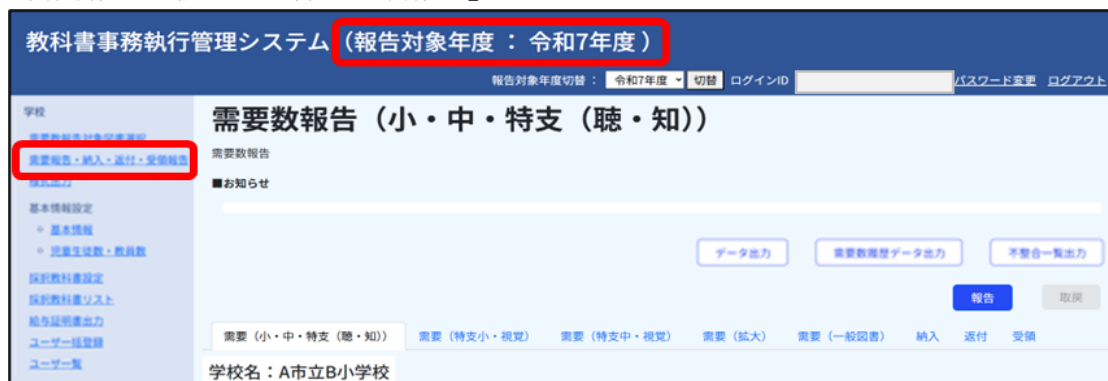 教科書事務執行管理システム（報告対象年度 ： 令和7年度 ）
報告対象年度切替 ： 令和7年度 切替 ログインID パスワード変更 ログアウト
学校
需要数報告対象図書選択
需要報告・納入・返付・受領報告
様式出力
基本情報設定
基本情報
児童生徒数・教員数
採択教科書設定
採択教科書リスト
給与証明書出力
ユーザー括登録
ユーザー覧
需要数報告（小・中・特支（聴・知））
需要数報告
■お知らせ
データ出力 需要数履歴データ出力 不整合一覧出力
報告 取戻
需要（小・中・特支（聴・知）） 需要（特支小・視覚） 需要（特支中・視覚） 需要（拡大） 需要（一般図書） 納入 返付 受領
学校名：A市立B小学校